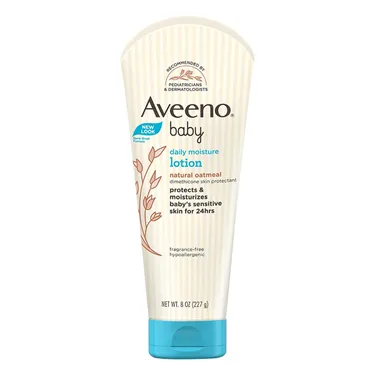 RECOMMENDED BY
PEDIATRICIANS
& DERMATOLOGISTS
Aveeno®
baby
NEW
LOOK
daily moisture
lotion
natural oatmeal
dimethicone skin protectant
protects &
moisturizes
baby's sensitive
skin for 24hrs
fragrance-free
hypoallergenic
NET WT. 8 OZ (227 g)